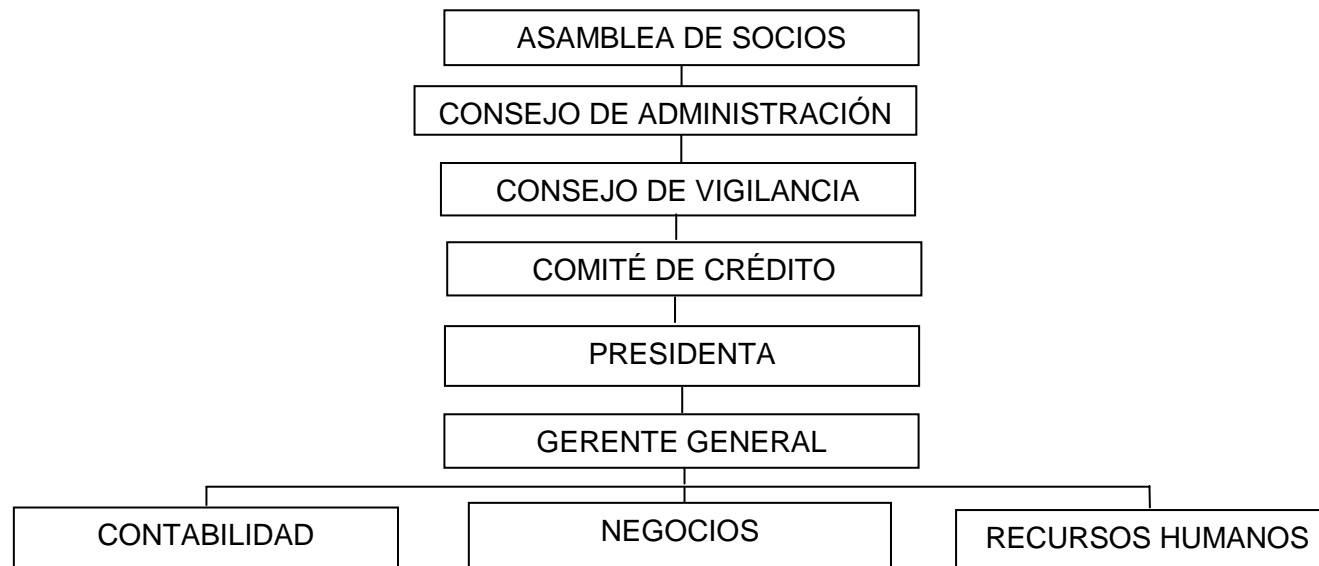 ASAMBLEA DE SOCIOS
CONSEJO DE ADMINISTRACIÓN
CONSEJO DE VIGILANCIA
COMITÉ DE CRÉDITO
PRESIDENTA
GERENTE GENERAL
CONTABILIDAD
NEGOCIOS
RECURSOS HUMANOS